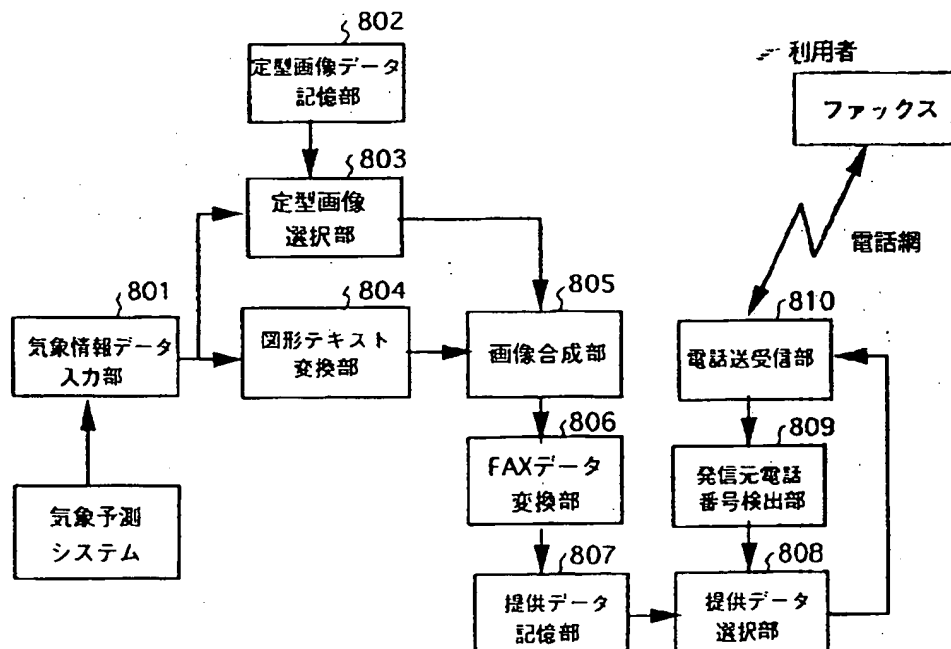 802
定型画像データ
記憶部
利用者
ファックス
803
定型画像
選択部
電話網
801
気象情報データ
入力部
804
図形テキスト
変換部
805
画像合成部
810
電話送受信部
806
FAXデータ
変換部
809
発信元電話
番号検出部
気象予測
システム
807
提供データ
記憶部
808
提供データ
選択部